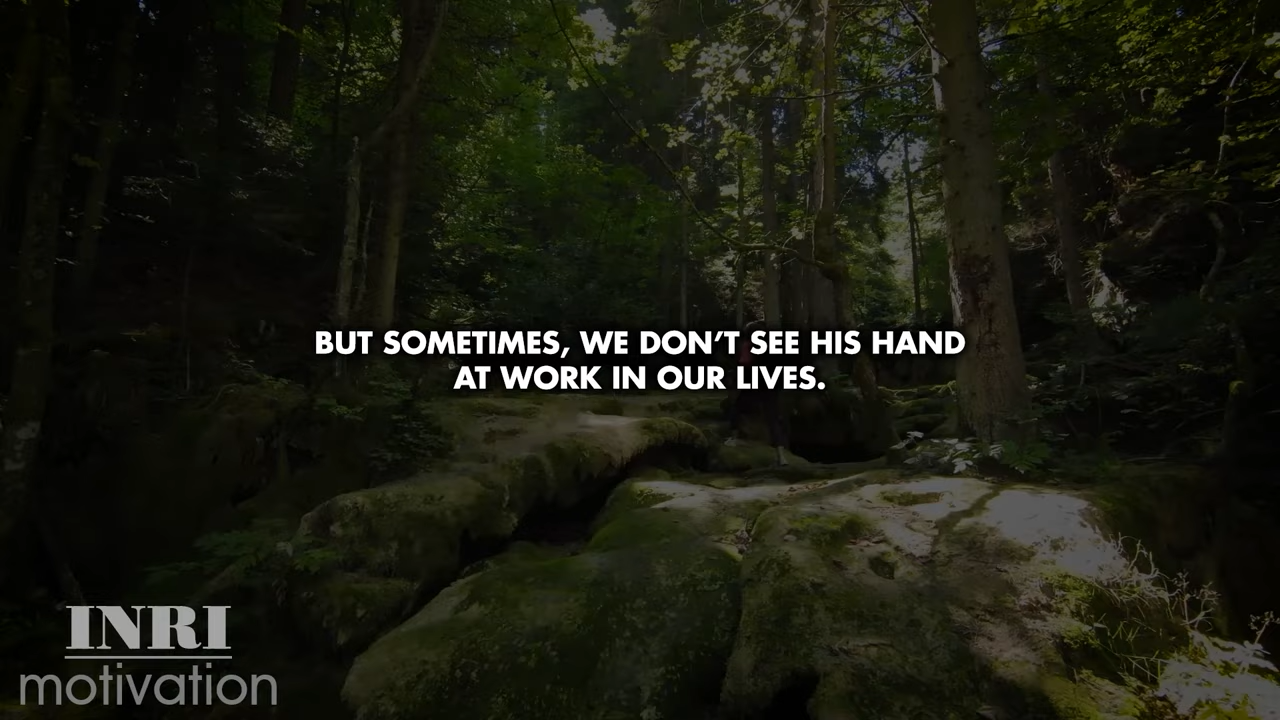 BUT SOMETIMES, WE DON’T SEE HIS HAND
AT WORK IN OUR LIVES.
INRI
motivation